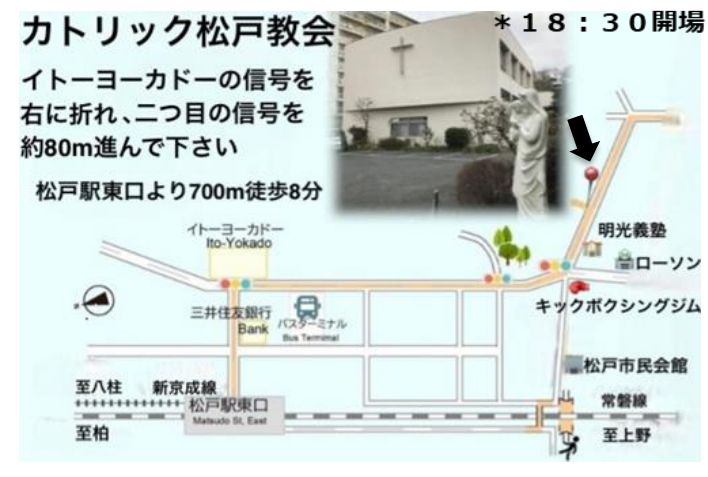 カトリック松戸教会
＊１８：３０開場
イトーヨーカドーの信号を
右に折れ、二つ目の信号を
約80m進んで下さい
松戸駅東口より700m徒歩8分
イトーヨーカドー
Ito-Yokado
明光義塾
ローソン
三井住友銀行
Bank
バスターミナル
Bus Terminal
キックボクシングジム
松戸市民会館
至八柱
新京成線
松戸駅東口
Matsudo St, East
常磐線
至柏
至上野